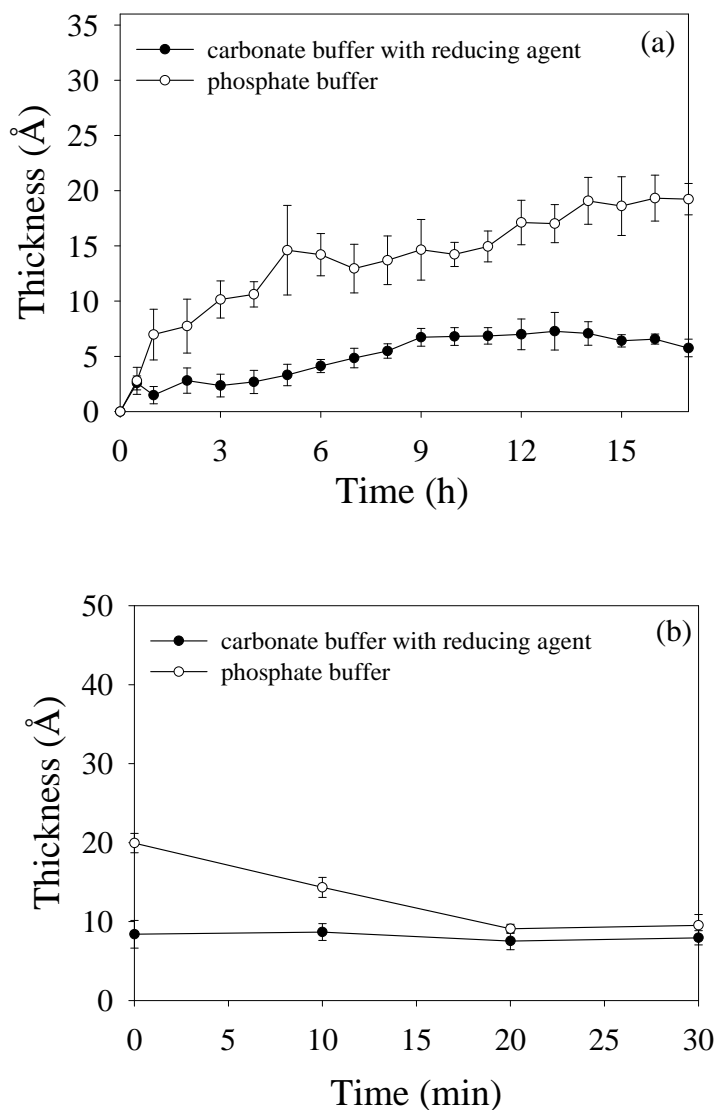 (a)
carbonate buffer with reducing agent
phosphate buffer
35
30
25
20
15
10
5
0
Thickness (Å)
0 3 6 9 12 15
Time (h)
(b)
carbonate buffer with reducing agent
phosphate buffer
50
40
30
20
10
0
Thickness (Å)
0 5 10 15 20 25 30
Time (min)